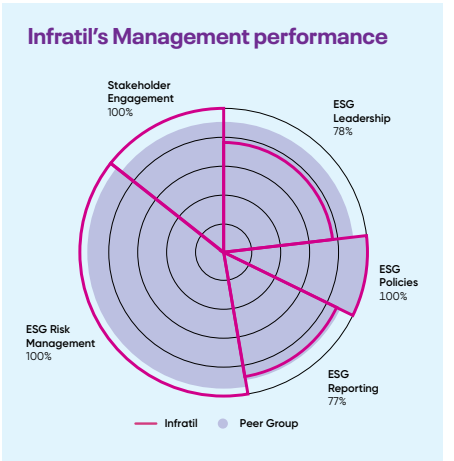 Infratil's Management performance
Stakeholder
Engagement
100%
ESG
Leadership
78%
ESG
Policies
100%
ESG Risk
Management
100%
ESG
Reporting
77%
Infratil
Peer Group